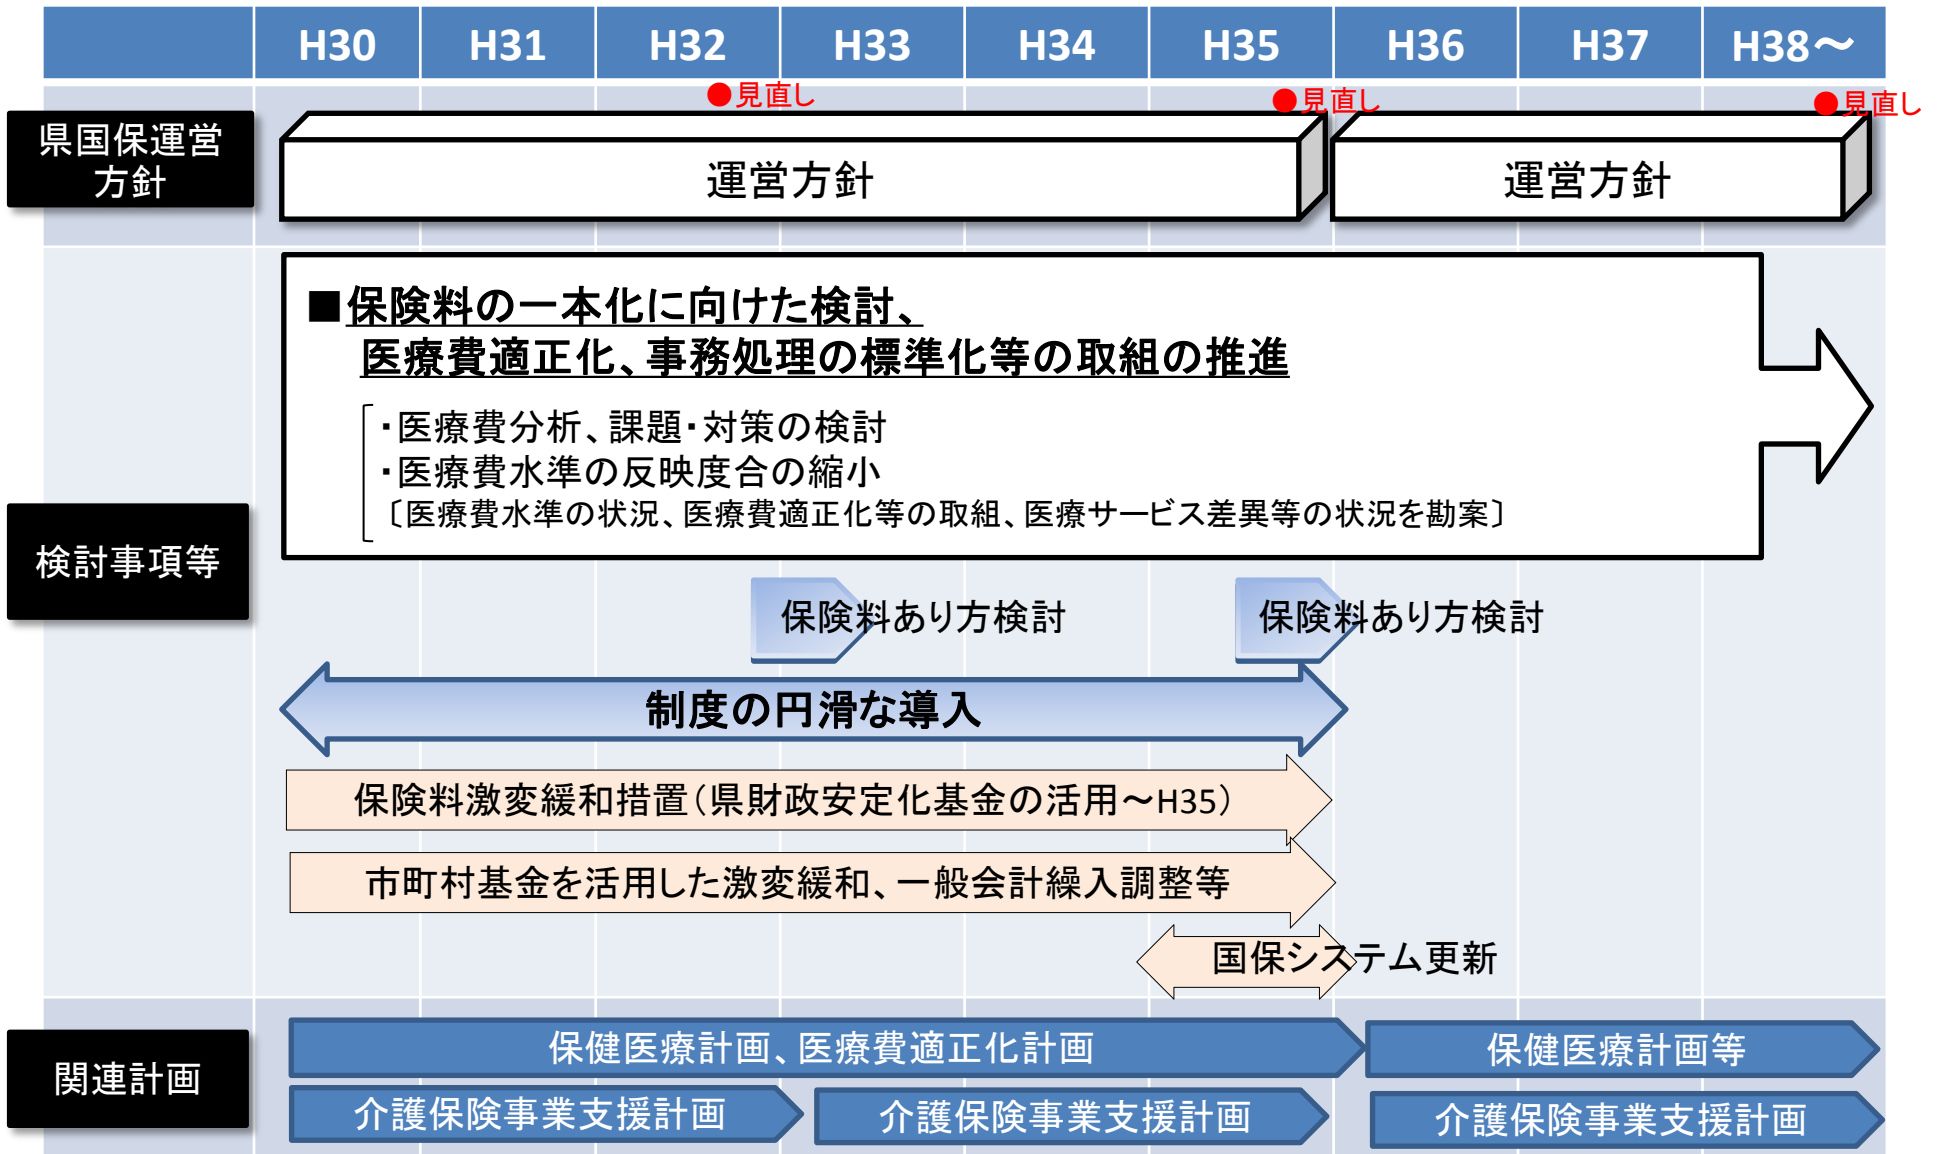 H30 H31 H32 H33 H34 H35 H36 H37 H38～
●見直し ●見直し ●見直し
県国保運営
方針
運営方針 運営方針
■保険料の一本化に向けた検討、
医療費適正化、事務処理の標準化等の取組の推進
・医療費分析、課題・対策の検討
・医療費水準の反映度合の縮小
〔医療費水準の状況、医療費適正化等の取組、医療サービス差異等の状況を勘案〕
検討事項等
保険料あり方検討 保険料あり方検討
制度の円滑な導入
保険料激変緩和措置（県財政安定化基金の活用～H35）
市町村基金を活用した激変緩和、一般会計繰入調整等
国保システム更新
関連計画
保健医療計画、医療費適正化計画 保健医療計画等
介護保険事業支援計画 介護保険事業支援計画 介護保険事業支援計画